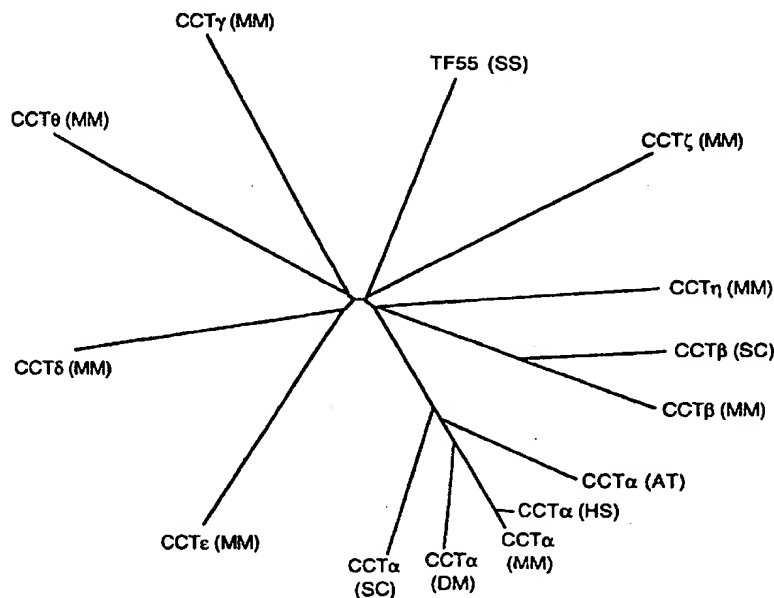 CCTγ (MM)
TF55 (SS)
CCTθ (MM)
CCTζ (MM)
CCTη (MM)
CCTβ (SC)
CCTδ (MM)
CCTβ (MM)
CCTα (AT)
CCTα (HS)
CCTε (MM)
CCTα
(SC)
CCTα
(DM)
CCTα
(MM)